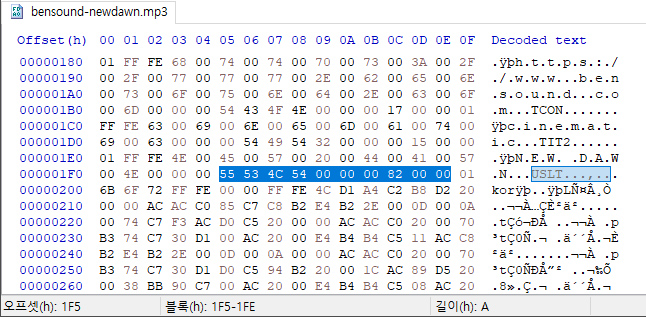 bensound-newdawn.mp3
Offset(h) 00 01 02 03 04 05 06 07 08 09 0A 0B 0C 0D 0E 0F Decoded text
00000180 01 FF FE 68 00 74 00 74 00 70 00 73 00 3A 00 2F .ÿþh.t.t.p.s.:./
00000190 00 2F 00 77 00 77 00 77 00 2E 00 62 00 65 00 6E ./.w.w.w...b.e.n
000001A0 00 73 00 6F 00 75 00 6E 00 64 00 2E 00 63 00 6F .s.o.u.n.d...c.o
000001B0 00 6D 00 00 00 54 43 4F 4E 00 00 00 17 00 00 01 .m...TCON.......
000001C0 FF FE 63 00 69 00 6E 00 65 00 6D 00 61 00 74 00 ÿþc.i.n.e.m.a.t.
000001D0 69 00 63 00 00 00 54 49 54 32 00 00 00 15 00 00 i.c...TIT2......
000001E0 01 FF FE 4E 00 45 00 57 00 20 00 44 00 41 00 57 .ÿþN.E.W. .D.A.W
000001F0 00 4E 00 00 00 55 53 4C 54 00 00 00 82 00 00 01 .N...USLT...‚...
00000200 6B 6F 72 FF FE 00 00 FF FE 4C D1 A4 C2 B8 D2 20 korÿþ..ÿþLÑ¤Â¸Ò
00000210 00 00 AC AC C0 85 C7 C8 B2 E4 B2 2E 00 0D 00 0A ..¬¬À…ÇÈ²ä².....
00000220 00 74 C7 F3 AC D0 C5 20 00 00 AC AC C0 20 00 70 .tÇó¬ÐÅ ..¬¬À .p
00000230 B3 74 C7 30 D1 00 AC 20 00 E4 B4 B4 C5 11 AC C8 ³tÇ0Ñ.¬ .ä´´Å.¬È
00000240 B2 E4 B2 2E 00 0D 00 0A 00 00 AC AC C0 20 00 70 ²ä².......¬¬À .p
00000250 B3 74 C7 30 D1 D0 C5 94 B2 20 00 1C AC 89 D5 20 ³tÇ0ÑÐÅ”² ..¬‰Õ
00000260 00 38 BB 90 C7 00 AC 20 00 E4 B4 B4 C5 08 AC 20 .8».Ç.¬ .ä´´Å.¬
오프셋(h): 1F5 블록(h): 1F5-1FE 길이(h): A